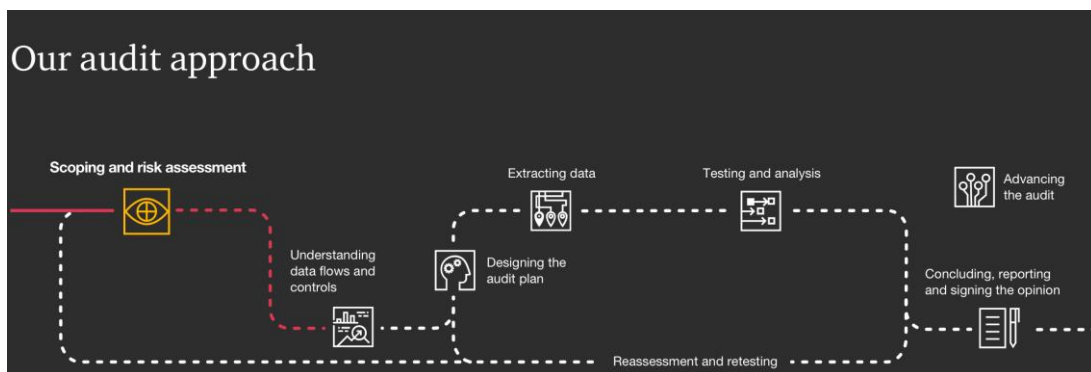 Our audit approach
Scoping and risk assessment
Extracting data
Testing and analysis
Advancing
the audit
Understanding
data flows and
controls
Designing the
audit plan
Concluding, reporting
and signing the opinion
Reassessment and retesting